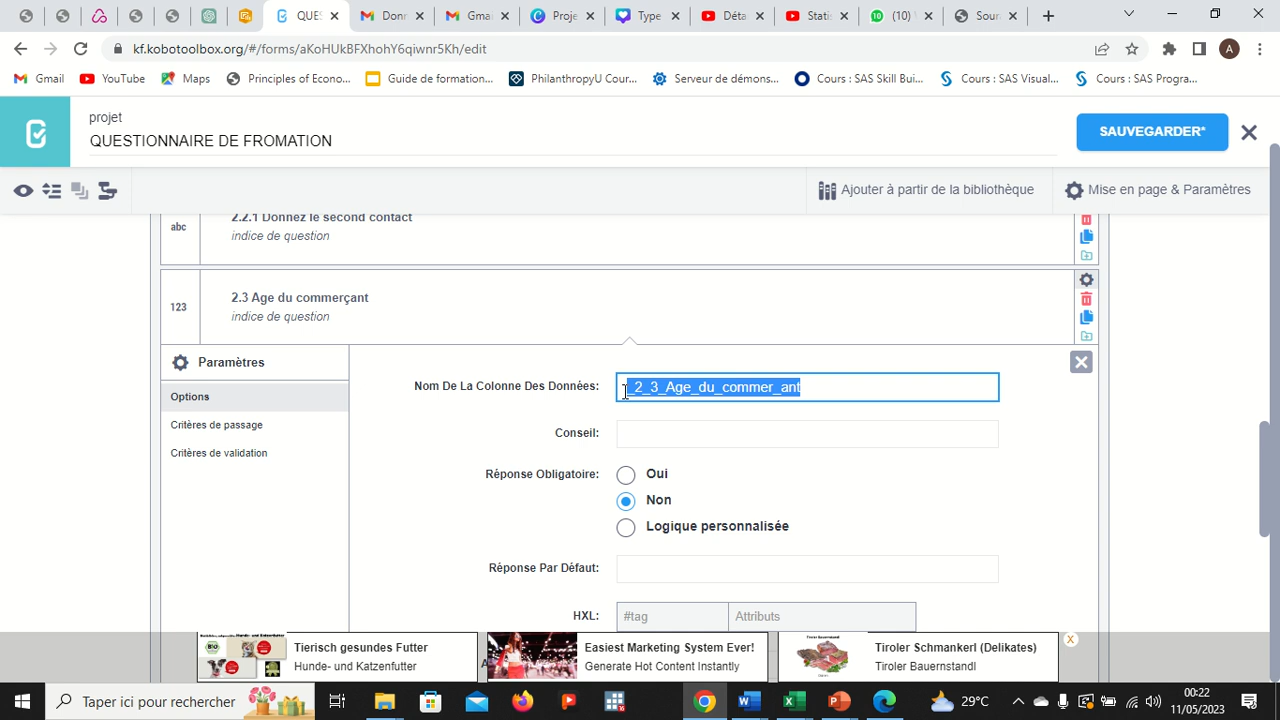 QUES
Donn
Gmai
Proje
Type
Détac
Statis
(10) V
Sourc
kf.kobotoolbox.org/#/forms/aKoHUkBFXhohY6qiwnr5Kh/edit
A
Gmail
YouTube
Maps
Principles of Econo...
Guide de formation...
PhilanthropyU Cour...
Serveur de démons...
Cours : SAS Skill Bui...
Cours : SAS Visual...
Cours : SAS Progra...
projet
QUESTIONNAIRE DE FROMATION
SAUVEGARDER*
Ajouter à partir de la bibliothèque
Mise en page & Paramètres
abc
2.2.1 Donnez le second contact
indice de question
123
2.3 Age du commerçant
indice de question
Paramètres
Options
Critères de passage
Critères de validation
Nom De La Colonne Des Données:
_2_3_Age_du_commer_ant
Conseil:
Réponse Obligatoire:
Oui
Non
Logique personnalisée
Réponse Par Défaut:
HXL:
#tag
Attributs
Tierisch gesundes Futter
Hunde- und Katzenfutter
Easiest Marketing System Ever!
Generate Hot Content Instantly
Tiroler Schmankerl (Delikates)
Tiroler Bauernstandl
X
Taper ici pour rechercher
29°C
00:22
11/05/2023